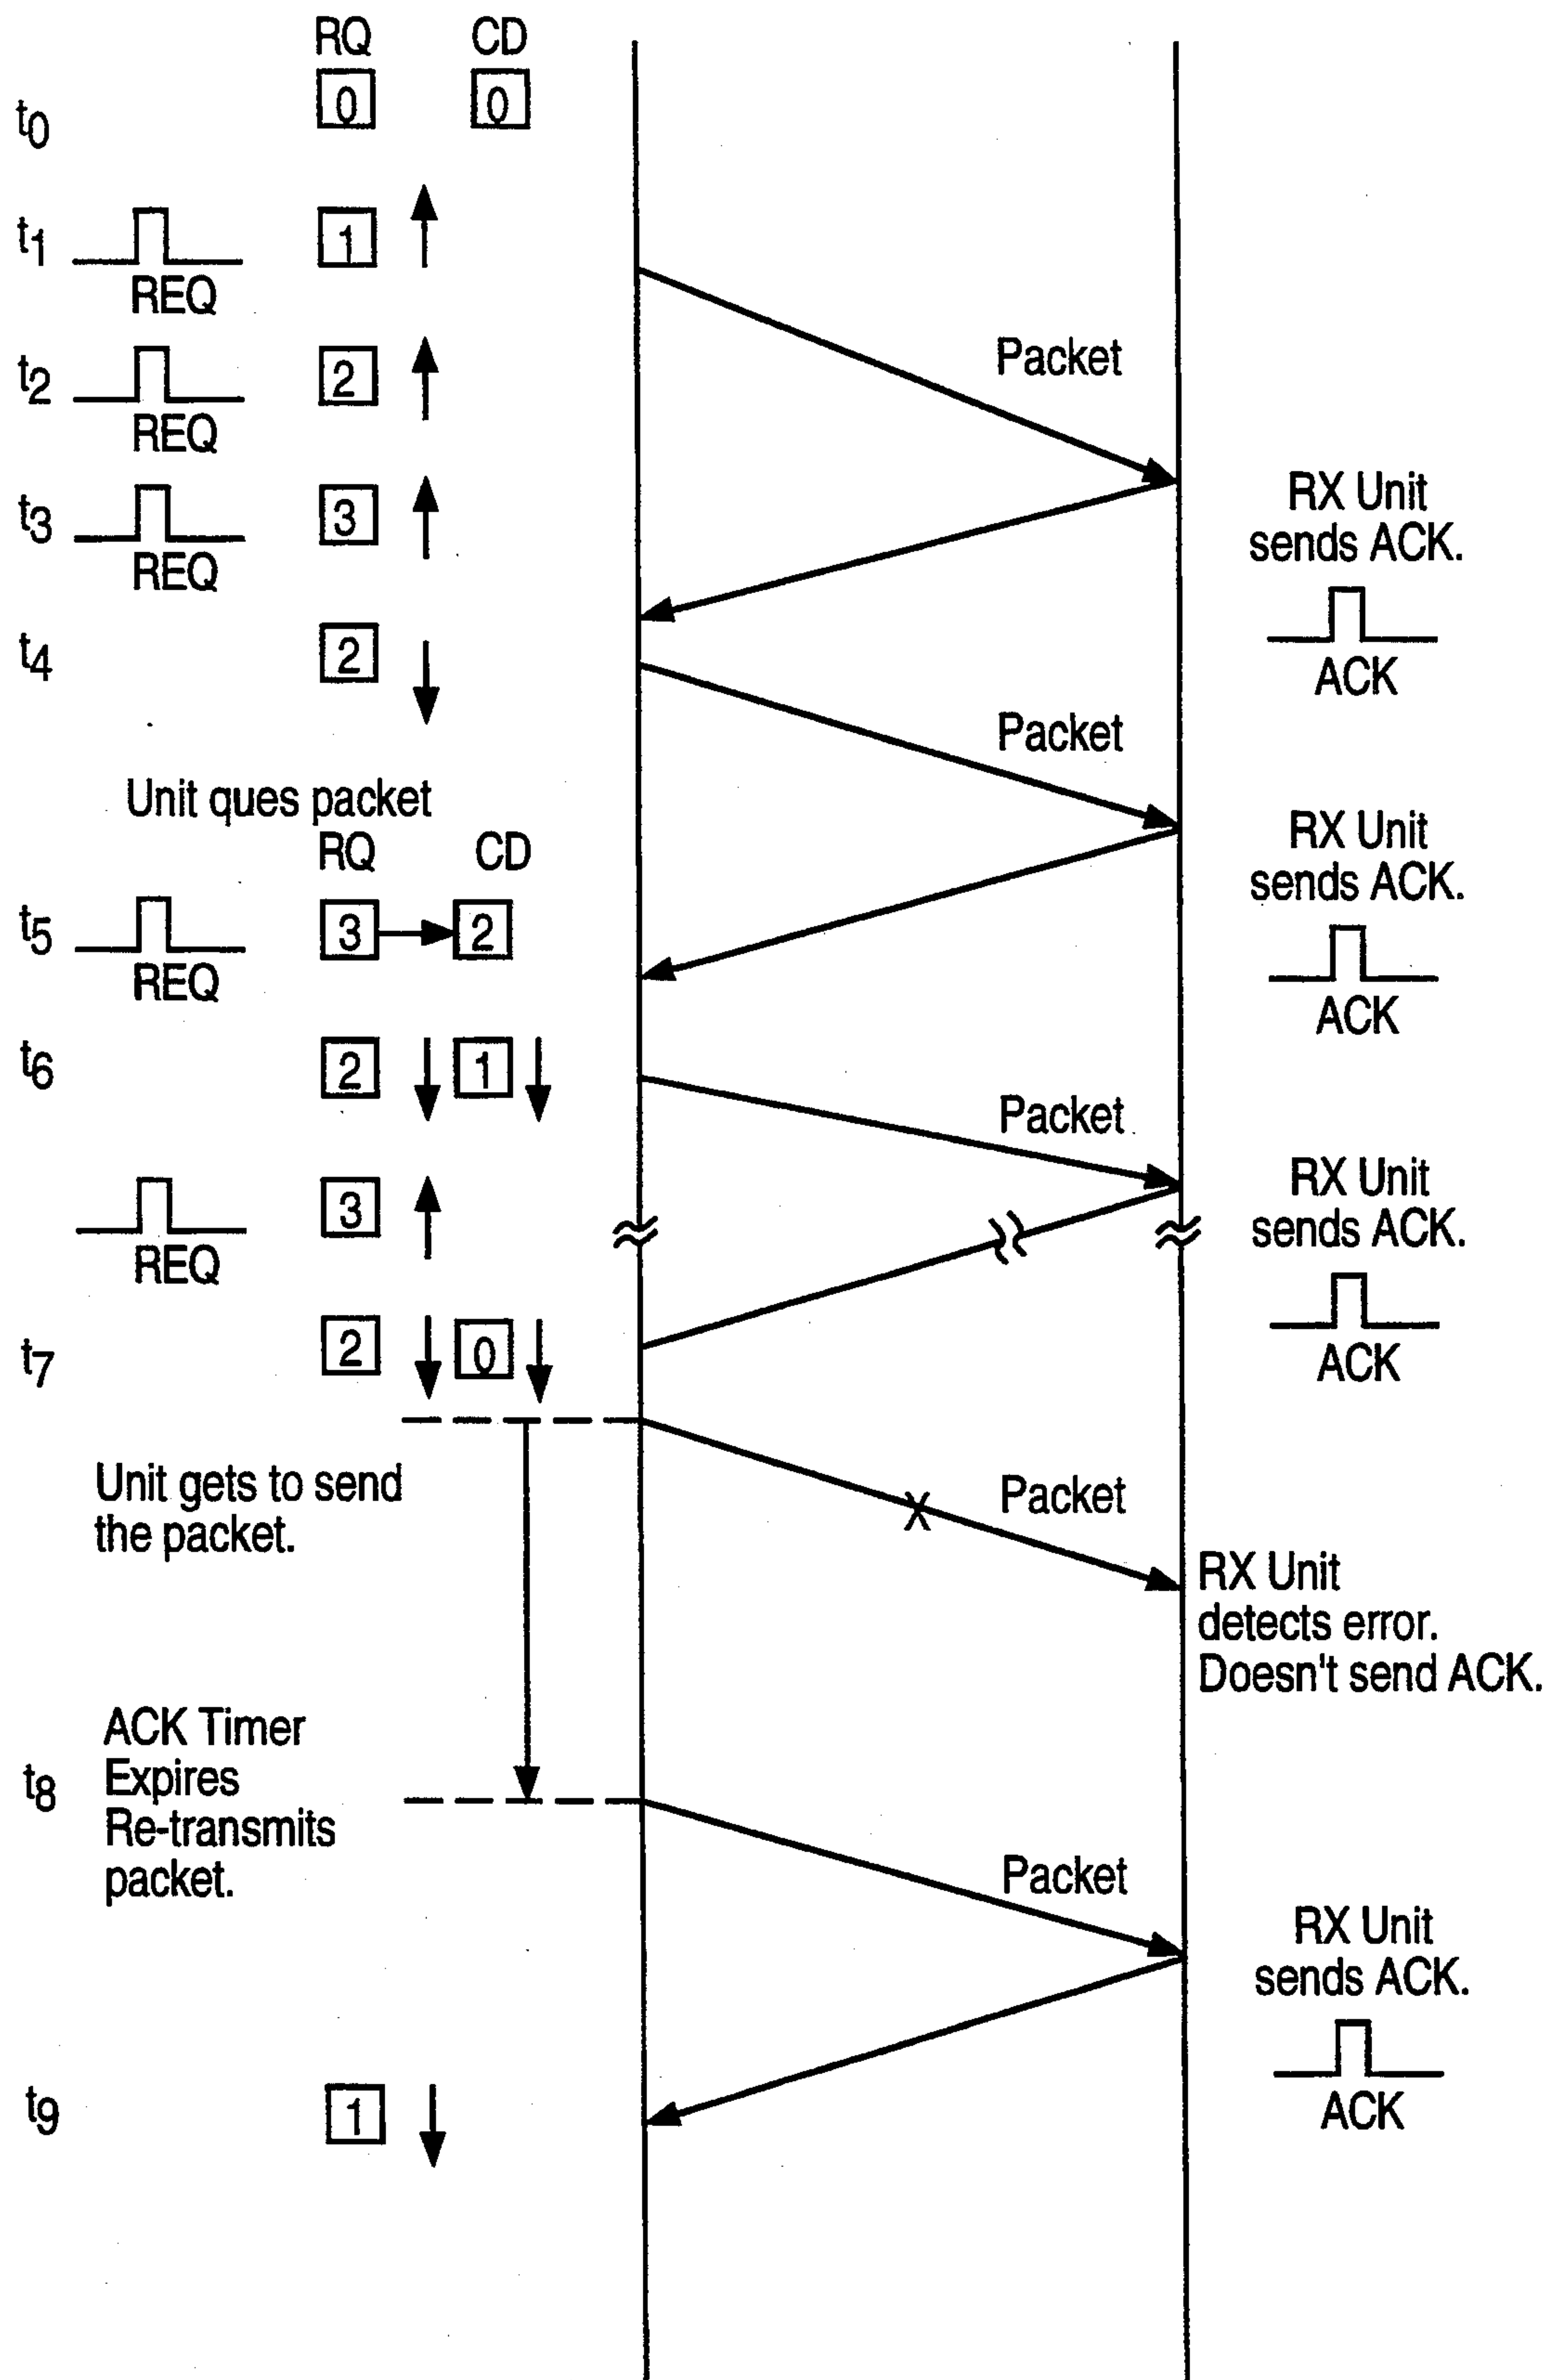 RQ CD
t0 0 0
t1 1
REQ
Packet
t2 2
REQ
t3 3
REQ
RX Unit
sends ACK.
ACK
t4 2
Packet
Unit ques packet
RQ CD
t5 3 2
REQ
RX Unit
sends ACK.
ACK
t6 2 1
Packet
3
REQ
RX Unit
sends ACK.
ACK
t7 2 0
Unit gets to send
the packet.
X
Packet
RX Unit
detects error.
Doesn't send ACK.
t8
ACK Timer
Expires
Re-transmits
packet.
Packet
RX Unit
sends ACK.
ACK
t9 1